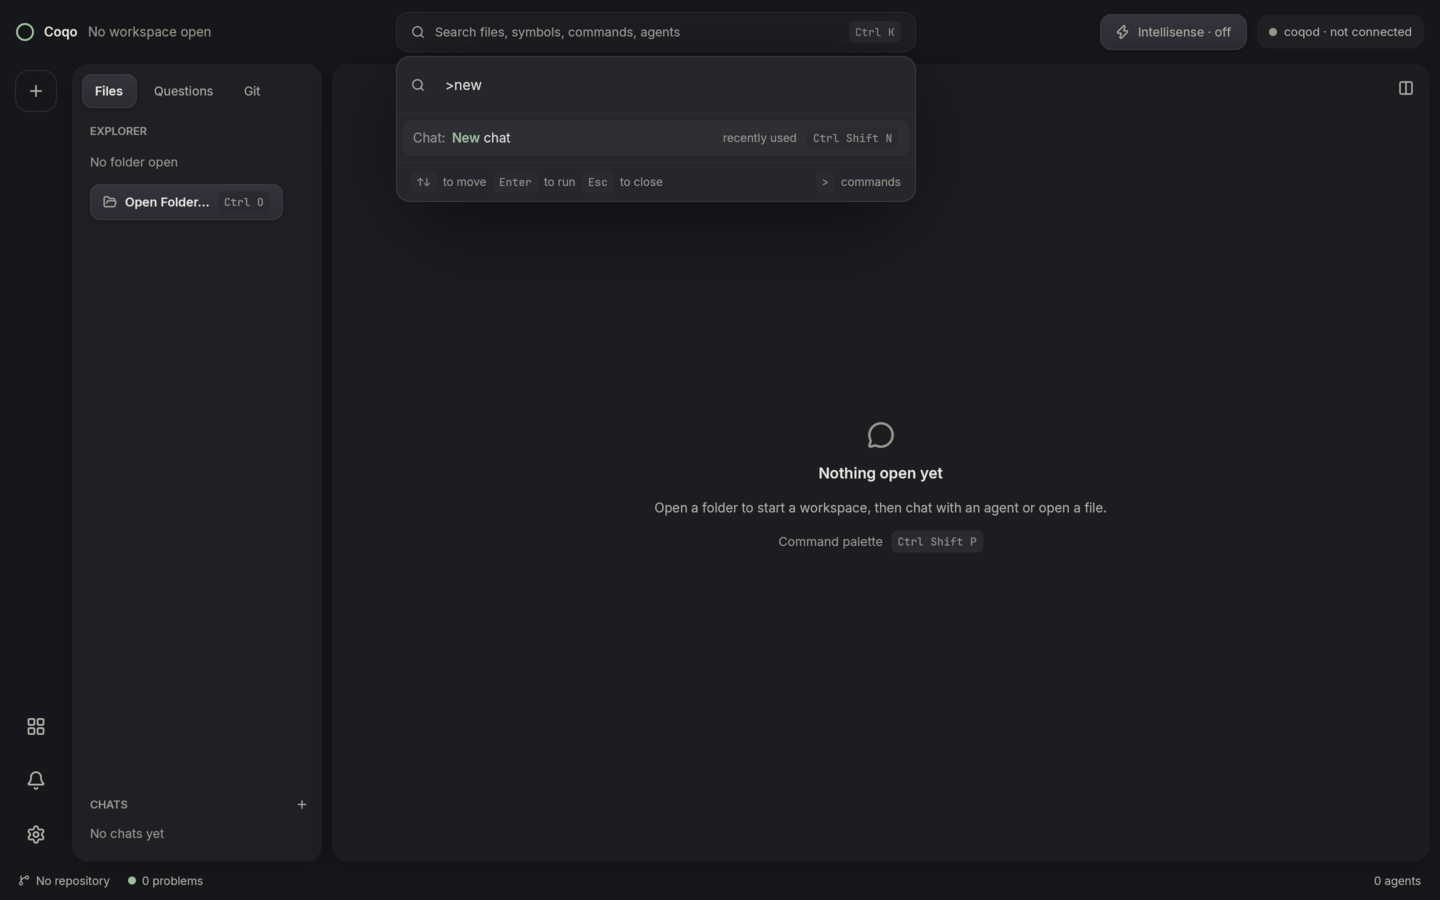 Coqo No workspace open
Search files, symbols, commands, agents Ctrl K
Intellisense · off
coqod · not connected
Files Questions Git
EXPLORER
No folder open
Open Folder... Ctrl O
>new
Chat: New chat recently used Ctrl Shift N
↑↓ to move Enter to run Esc to close > commands
Nothing open yet
Open a folder to start a workspace, then chat with an agent or open a file.
Command palette Ctrl Shift P
CHATS +
No chats yet
No repository 0 problems
0 agents